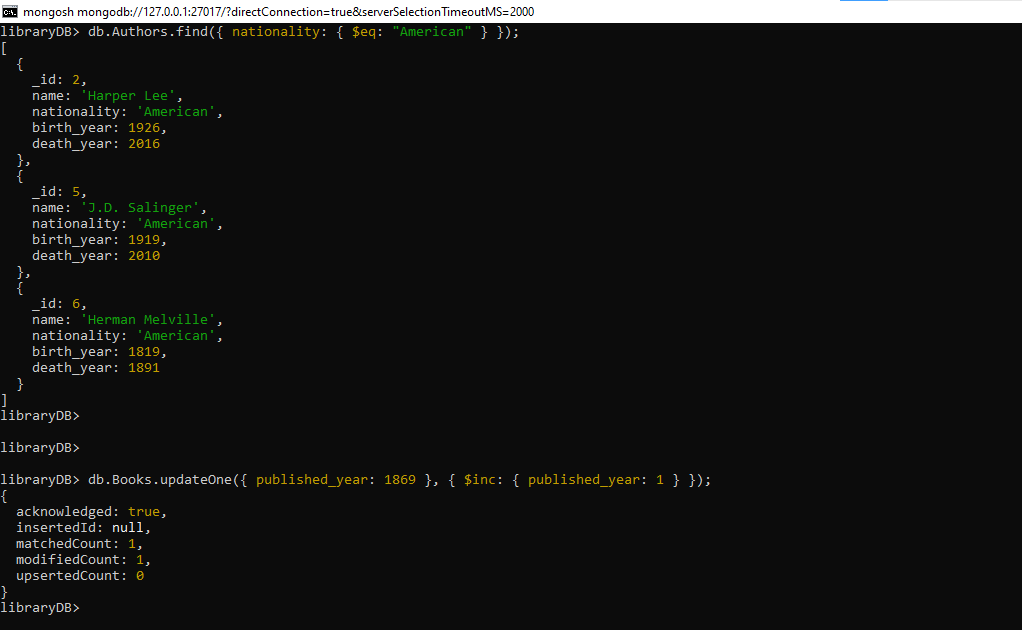 mongosh mongodb://127.0.0.1:27017/?directConnection=true&serverSelectionTimeoutMS=2000
libraryDB> db.Authors.find({ nationality: { $eq: "American" } });
[
  {
    _id: 2,
    name: 'Harper Lee',
    nationality: 'American',
    birth_year: 1926,
    death_year: 2016
  },
  {
    _id: 5,
    name: 'J.D. Salinger',
    nationality: 'American',
    birth_year: 1919,
    death_year: 2010
  },
  {
    _id: 6,
    name: 'Herman Melville',
    nationality: 'American',
    birth_year: 1819,
    death_year: 1891
  }
]
libraryDB>
libraryDB>
libraryDB> db.Books.updateOne({ published_year: 1869 }, { $inc: { published_year: 1 } });
{
  acknowledged: true,
  insertedId: null,
  matchedCount: 1,
  modifiedCount: 1,
  upsertedCount: 0
}
libraryDB>